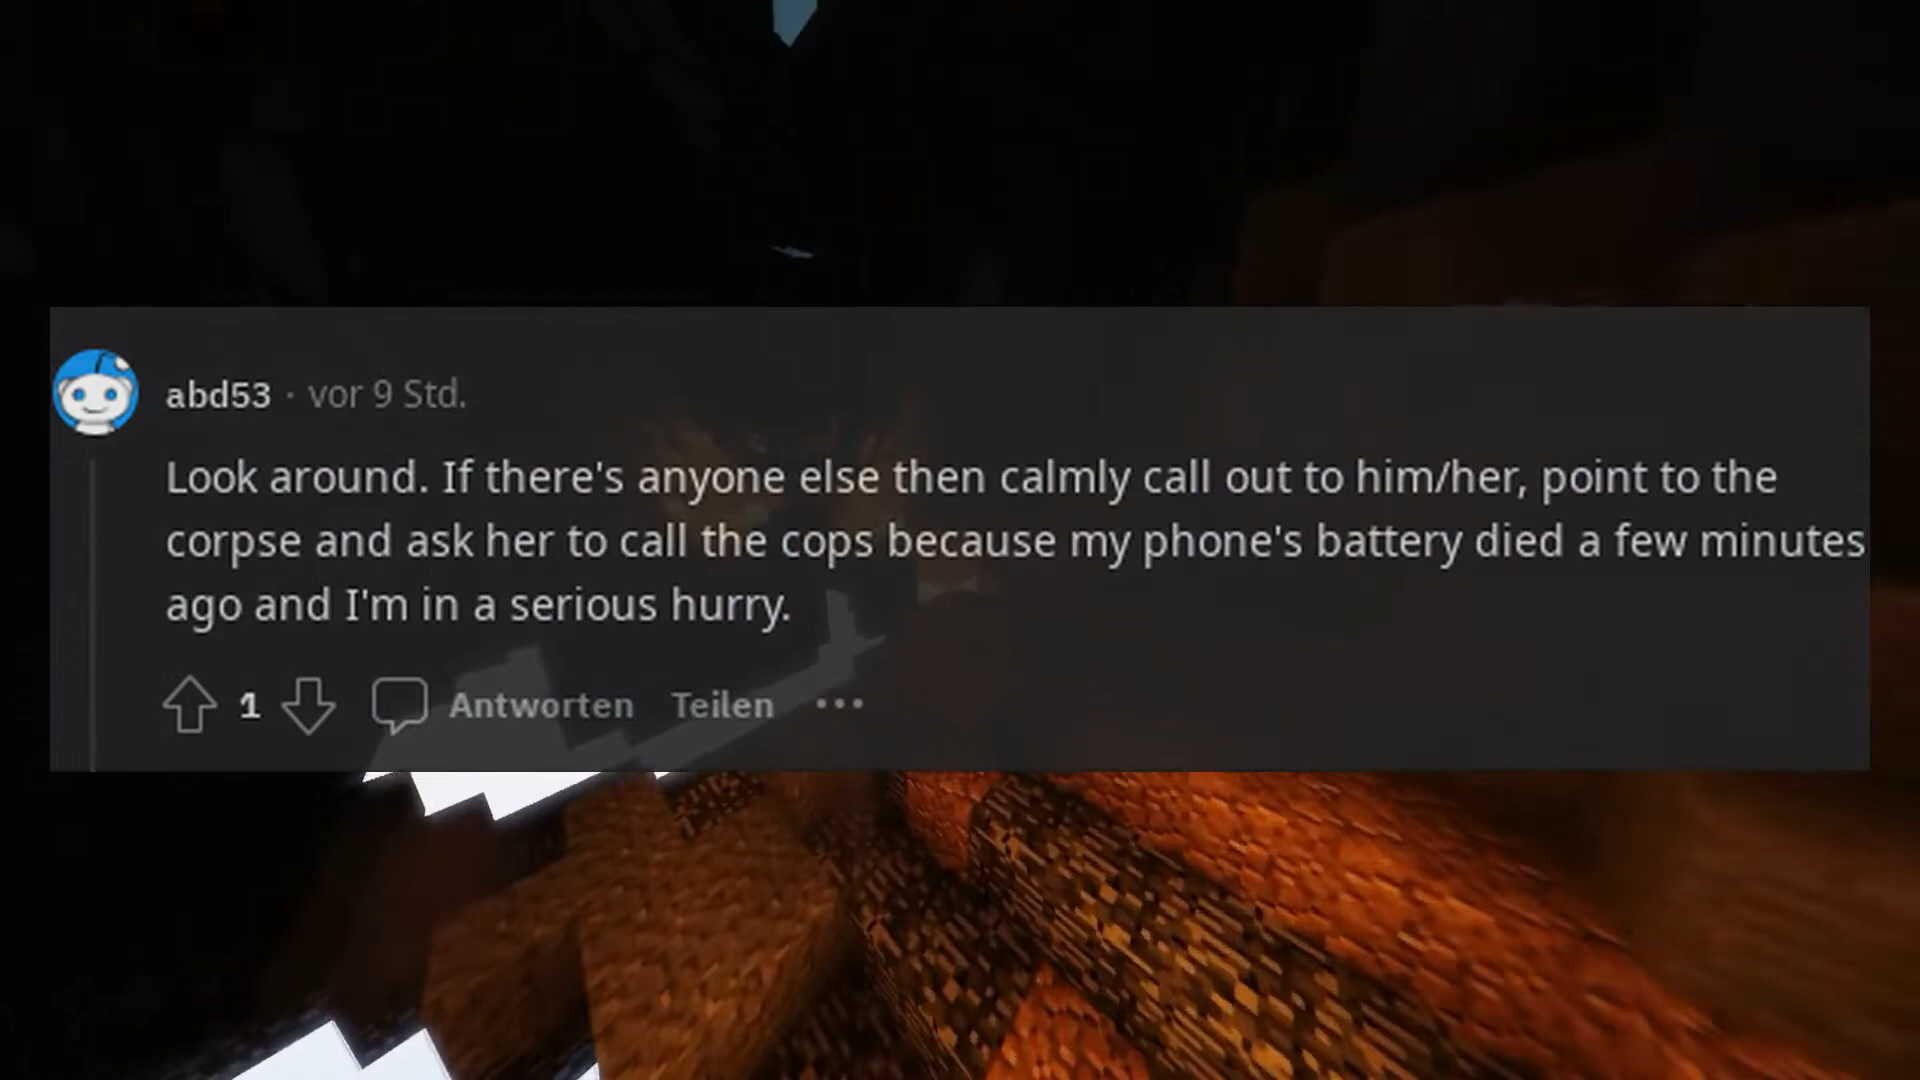 abd53 · vor 9 Std.
Look around. If there's anyone else then calmly call out to him/her, point to the
corpse and ask her to call the cops because my phone's battery died a few minutes
ago and I'm in a serious hurry.
1 Antworten Teilen •••